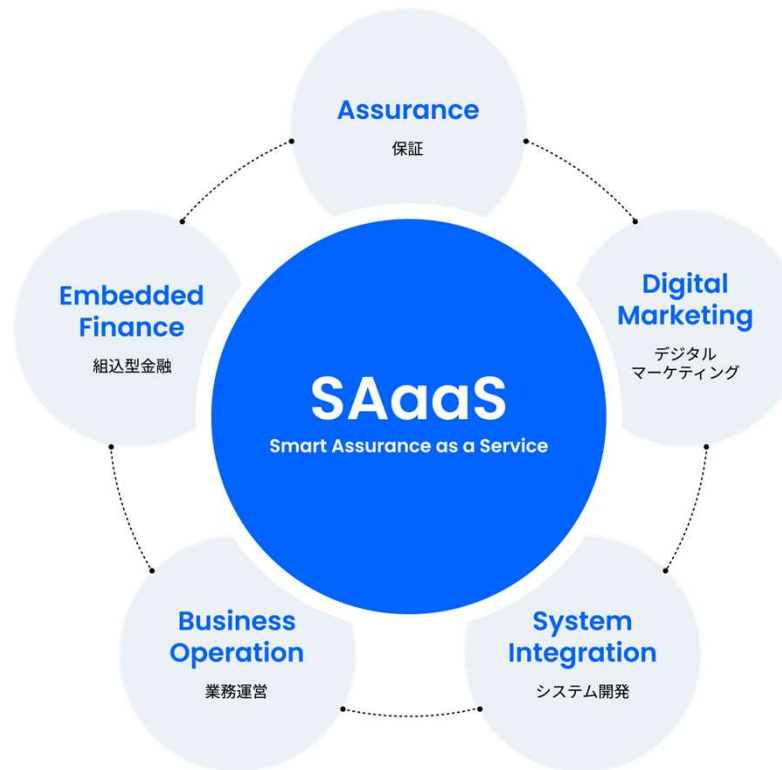 Assurance
保証
Embedded
Finance
組込型金融
Digital
Marketing
デジタル
マーケティング
SAaaS
Smart Assurance as a Service
Business
Operation
業務運営
System
Integration
システム開発